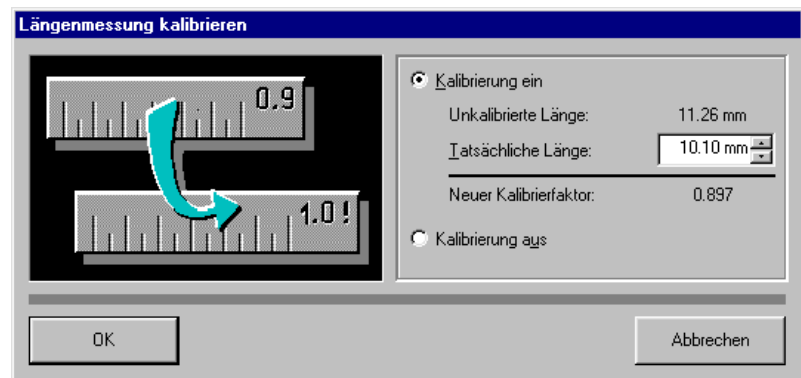 Längenmessung kalibrieren
0.9
1.0!
Kalibrierung ein
Unkalibrierte Länge: 11.26 mm
Tatsächliche Länge: 10.10 mm
Neuer Kalibrierfaktor: 0.897
Kalibrierung aus
OK Abbrechen